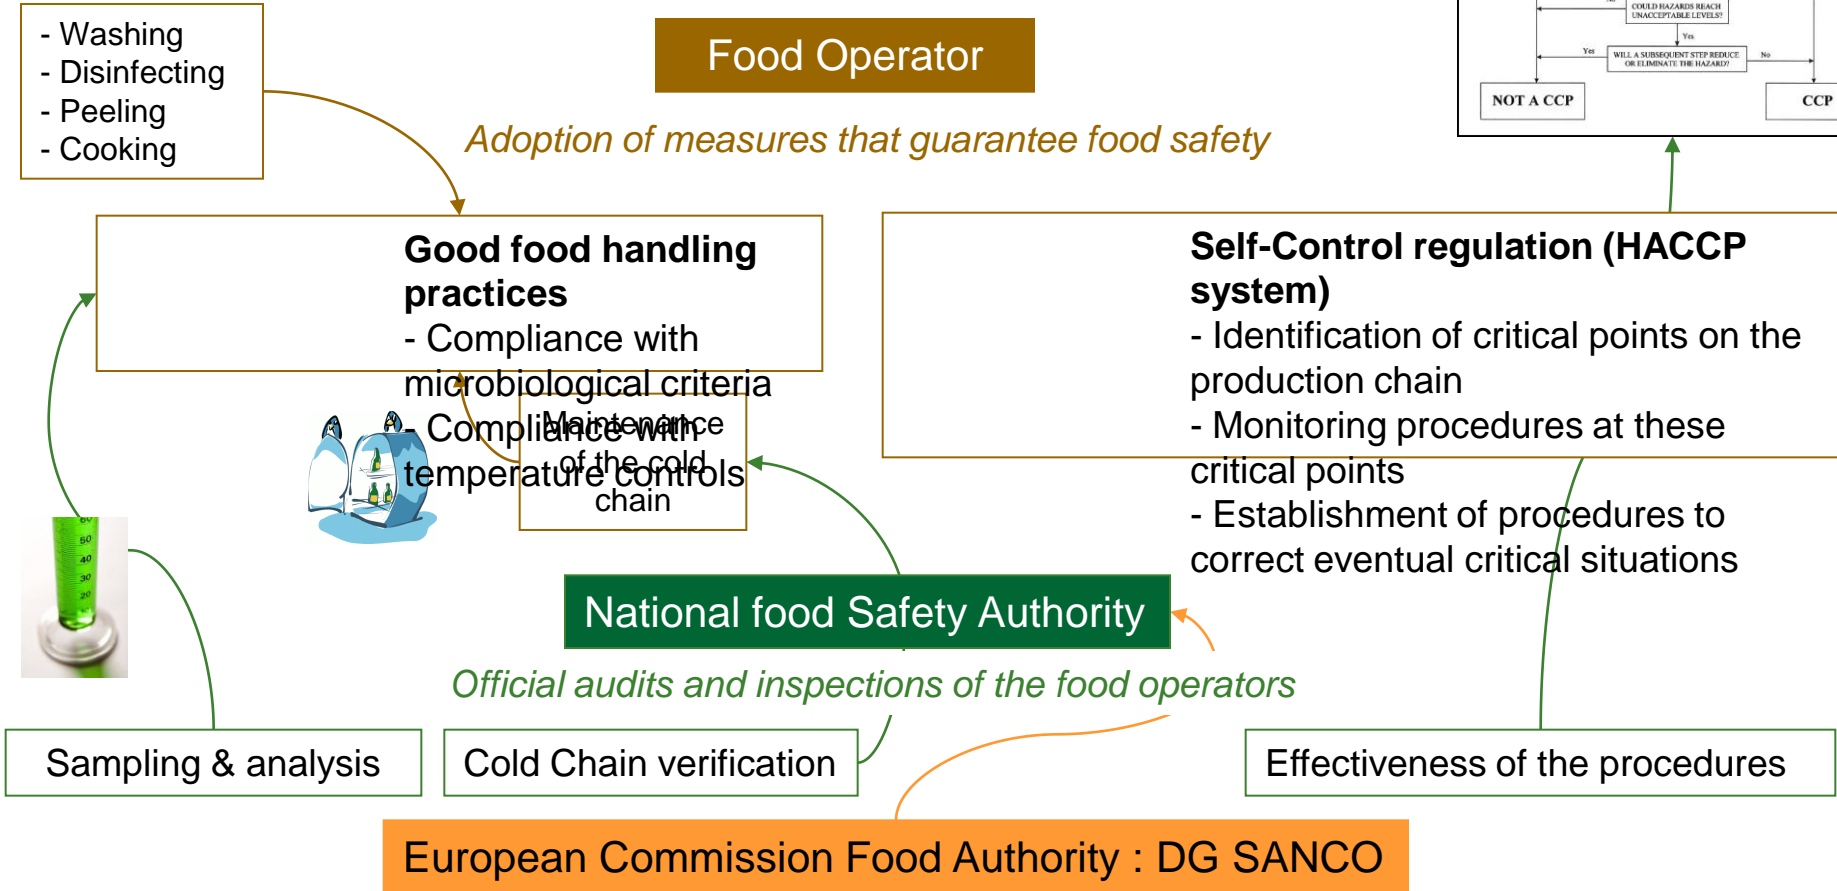 - Washing
- Disinfecting
- Peeling
- Cooking
Food Operator
Adoption of measures that guarantee food safety
COULD HAZARDS REACH
UNACCEPTABLE LEVELS?
Yes
Yes
WILL A SUBSEQUENT STEP REDUCE
OR ELIMINATE THE HAZARD?
No
NOT A CCP
CCP
Good food handling
practices
- Compliance with
microbiological criteria
- Compliance with
temperature controls
Maintenance
of the cold
chain
Self-Control regulation (HACCP
system)
- Identification of critical points on the
production chain
- Monitoring procedures at these
critical points
- Establishment of procedures to
correct eventual critical situations
60
50
40
30
20
National food Safety Authority
Official audits and inspections of the food operators
Sampling & analysis
Cold Chain verification
Effectiveness of the procedures
European Commission Food Authority : DG SANCO